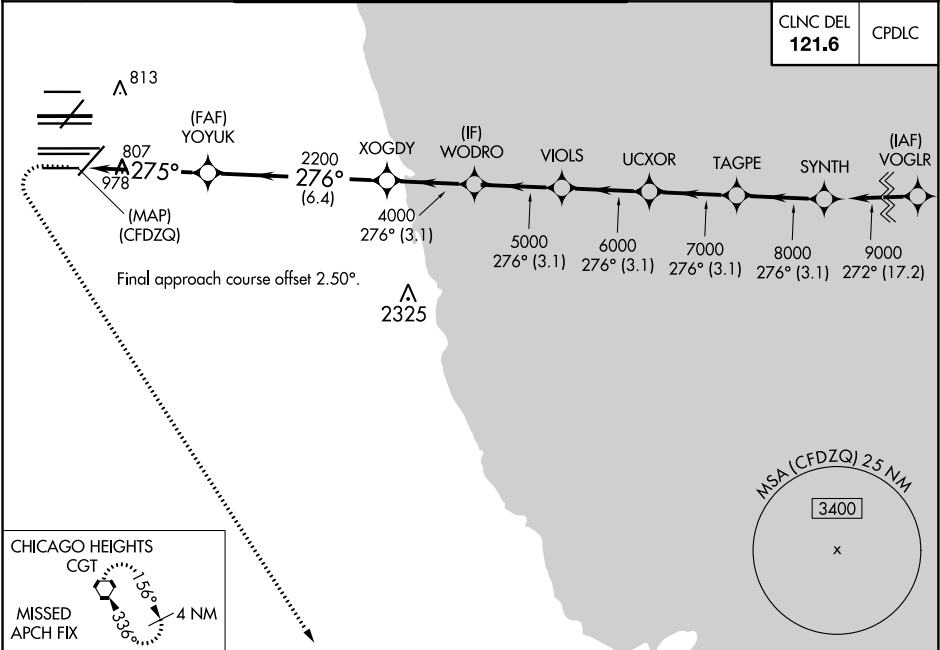 CLNC DEL
121.6
CPDLC
813
(FAF)
YOYUK
807
978
275°
(MAP)
(CFDZQ)
2200
276°
(6.4)
XOGDY
(IF)
WODRO
VIOLS
UCXOR
TAGPE
SYNTH
(IAF)
VOGLR
4000
276° (3.1)
5000
276° (3.1)
6000
276° (3.1)
7000
276° (3.1)
8000
276° (3.1)
9000
272° (17.2)
Final approach course offset 2.50°.
2325
MSA (CFDZQ) 25 NM
3400
x
CHICAGO HEIGHTS
CGT
156°
336°
4 NM
MISSED
APCH FIX